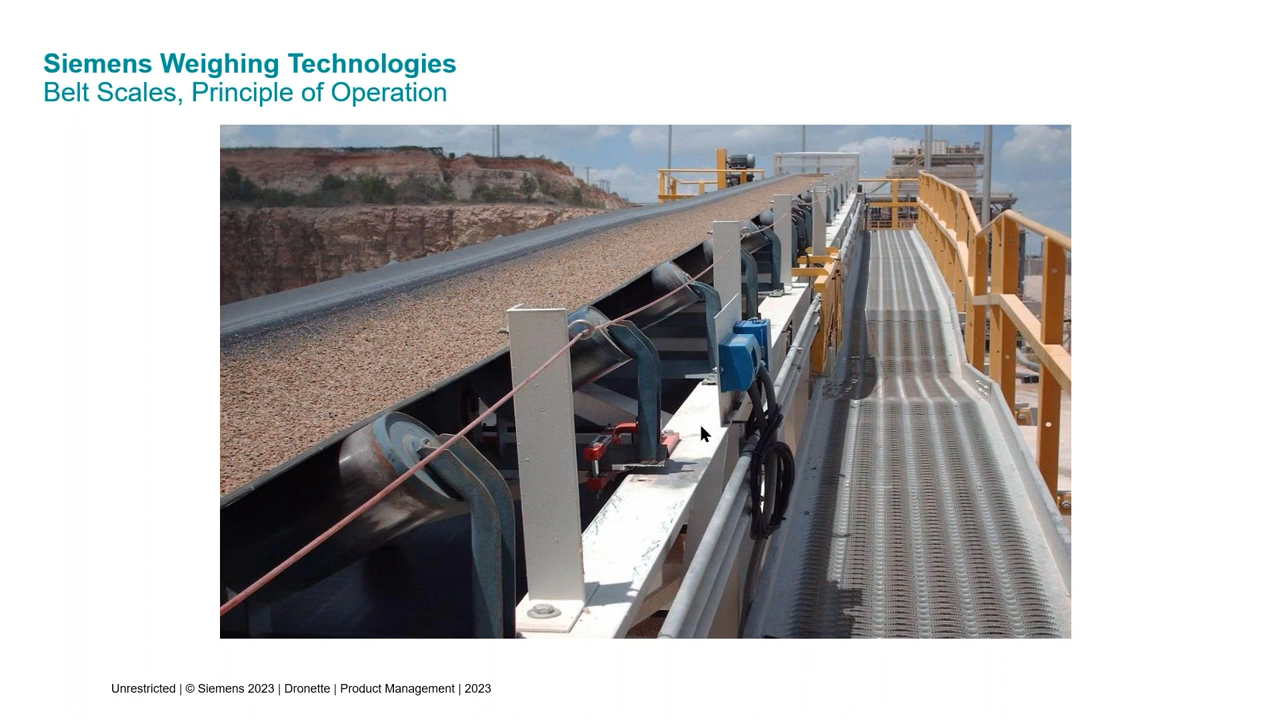 Siemens Weighing Technologies
Belt Scales, Principle of Operation
Unrestricted | © Siemens 2023 | Dronette | Product Management | 2023